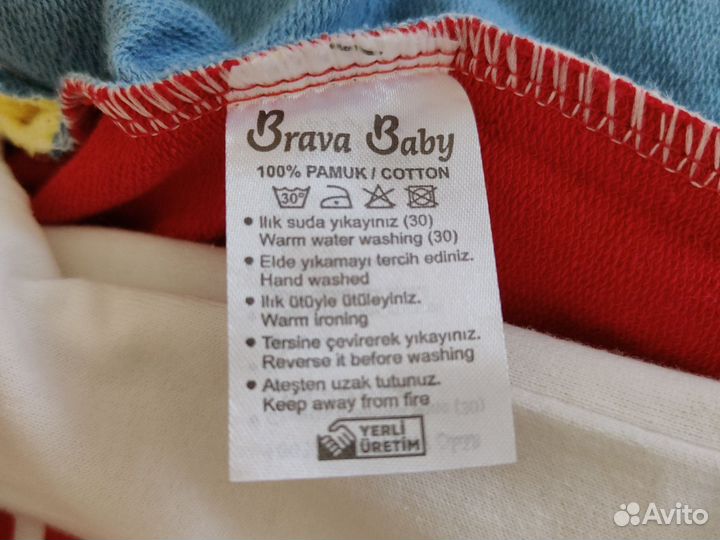 Brava Baby
100% PAMUK / COTTON
30°
• Ilık suda yıkayınız (30)
Warm water washing (30)
• Elde yıkamayı tercih ediniz.
Hand washed
• Ilık ütüyle ütüleyiniz.
Warm ironing
• Tersine çevirerek yıkayınız.
Reverse it before washing
• Ateşten uzak tutunuz.
Keep away from fire
YERLİ
ÜRETİM
Avito